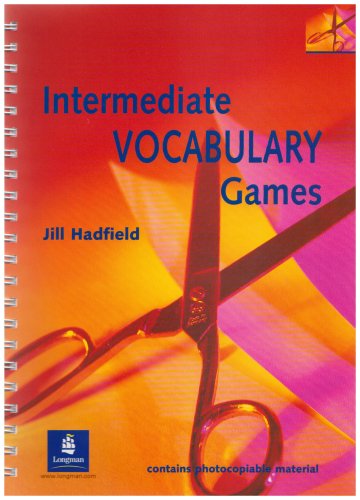 Intermediate
VOCABULARY
Games
Jill Hadfield
Longman
www.longman.com
contains photocopiable material